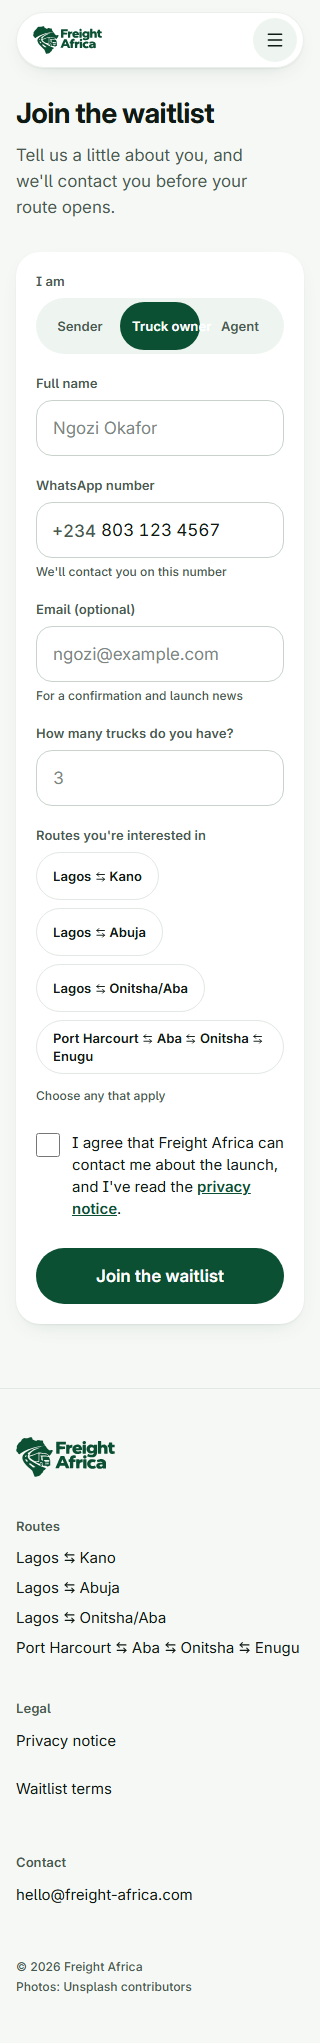 Freight
Africa
Join the waitlist
Tell us a little about you, and
we'll contact you before your
route opens.
I am
Sender Truck owner Agent
Full name
Ngozi Okafor
WhatsApp number
+234 803 123 4567
We'll contact you on this number
Email (optional)
ngozi@example.com
For a confirmation and launch news
How many trucks do you have?
3
Routes you're interested in
Lagos ⇆ Kano
Lagos ⇆ Abuja
Lagos ⇆ Onitsha/Aba
Port Harcourt ⇆ Aba ⇆ Onitsha ⇆
Enugu
Choose any that apply
I agree that Freight Africa can
contact me about the launch,
and I've read the privacy
notice.
Join the waitlist
Freight
Africa
Routes
Lagos ⇆ Kano
Lagos ⇆ Abuja
Lagos ⇆ Onitsha/Aba
Port Harcourt ⇆ Aba ⇆ Onitsha ⇆ Enugu
Legal
Privacy notice
Waitlist terms
Contact
hello@freight-africa.com
© 2026 Freight Africa
Photos: Unsplash contributors